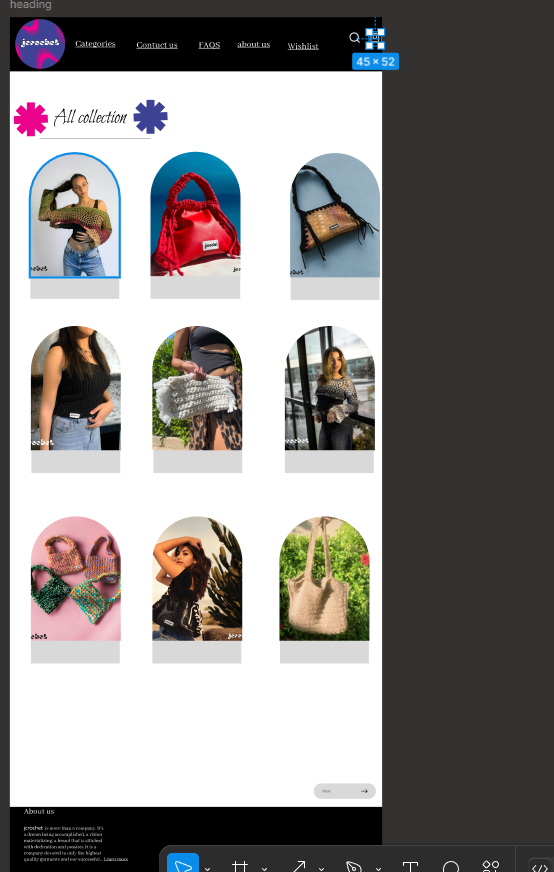 heading
jcrochet
Categories
Contuct us
FAQS
about us
Wishlist
45 × 52
All collection
Next
About us
jcrochet is more than a company. It's
a dream being accomplished, a vision
materializing, a brand that is stitched
with dedication and passion. It is a
company devoted to only the highest
quality garments and our successful... Learn more